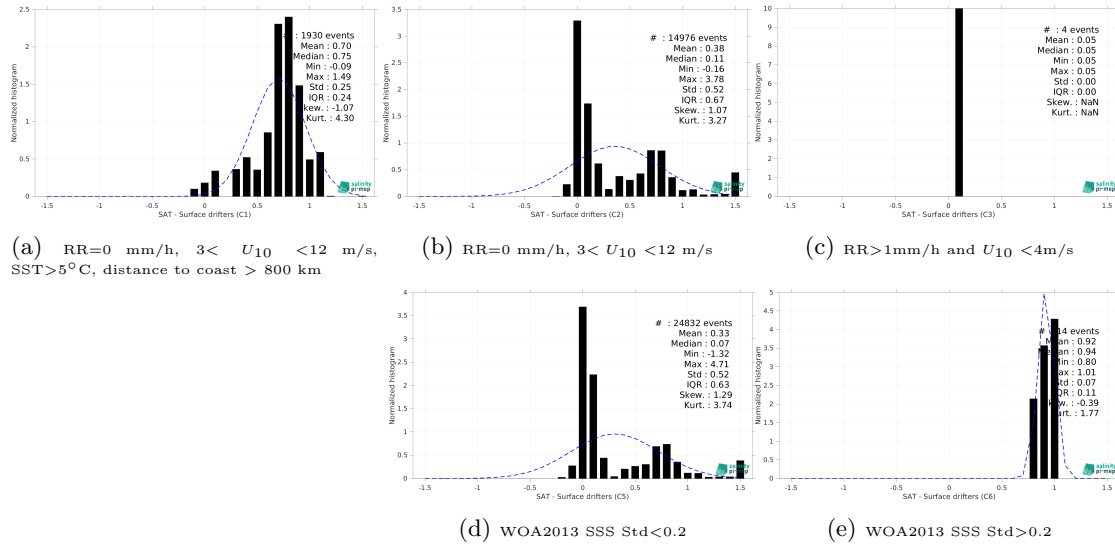 # : 1930 events
Mean : 0.70
Median : 0.75
Min : -0.09
Max : 1.49
Std : 0.25
IQR : 0.24
Skew. : -1.07
Kurt. : 4.30
Normalized histogram
2.5
2
1.5
1
0.5
0
-1.5 -1 -0.5 0 0.5 1 1.5
SAT - Surface drifters (C1)
salinity
pi-mep
(a) RR=0 mm/h, 3< U10 <12 m/s,
SST>5°C, distance to coast > 800 km
# : 14976 events
Mean : 0.38
Median : 0.11
Min : -0.16
Max : 3.78
Std : 0.52
IQR : 0.67
Skew. : 1.07
Kurt. : 3.27
Normalized histogram
3.5
3
2.5
2
1.5
1
0.5
0
-1.5 -1 -0.5 0 0.5 1 1.5
SAT - Surface drifters (C2)
salinity
pi-mep
(b) RR=0 mm/h, 3< U10 <12 m/s
# : 4 events
Mean : 0.05
Median : 0.05
Min : 0.05
Max : 0.05
Std : 0.00
IQR : 0.00
Skew. : NaN
Kurt. : NaN
Normalized histogram
10
9
8
7
6
5
4
3
2
1
0
-1.5 -1 -0.5 0 0.5 1 1.5
SAT - Surface drifters (C3)
salinity
pi-mep
(c) RR>1mm/h and U10 <4m/s
# : 24832 events
Mean : 0.33
Median : 0.07
Min : -1.32
Max : 4.71
Std : 0.52
IQR : 0.63
Skew. : 1.29
Kurt. : 3.74
Normalized histogram
4
3.5
3
2.5
2
1.5
1
0.5
0
-1.5 -1 -0.5 0 0.5 1 1.5
SAT - Surface drifters (C5)
salinity
pi-mep
(d) WOA2013 SSS Std<0.2
# : 14 events
Mean : 0.92
Median : 0.94
Min : 0.80
Max : 1.01
Std : 0.07
IQR : 0.11
Skew. : -0.39
Kurt. : 1.77
Normalized histogram
5
4.5
4
3.5
3
2.5
2
1.5
1
0.5
0
-1.5 -1 -0.5 0 0.5 1 1.5
SAT - Surface drifters (C6)
salinity
pi-mep
(e) WOA2013 SSS Std>0.2